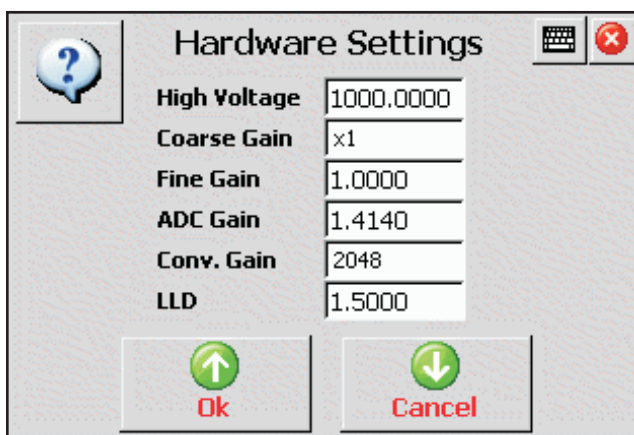 Hardware Settings
High Voltage 1000.0000
Coarse Gain x1
Fine Gain 1.0000
ADC Gain 1.4140
Conv. Gain 2048
LLD 1.5000
Ok Cancel